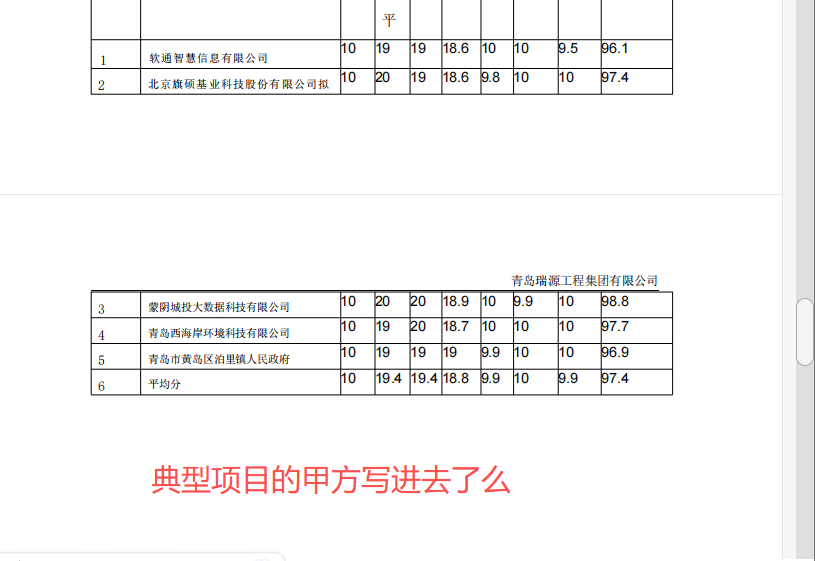 平
1 软通智慧信息有限公司 10 19 19 18.6 10 10 9.5 96.1
2 北京旗硕基业科技股份有限公司拟 10 20 19 18.6 9.8 10 10 97.4
青岛瑞源工程集团有限公司
3 蒙阴城投大数据科技有限公司 10 20 20 18.9 10 9.9 10 98.8
4 青岛西海岸环境科技有限公司 10 19 20 18.7 10 10 10 97.7
5 青岛市黄岛区泊里镇人民政府 10 19 19 19 9.9 10 10 96.9
6 平均分 10 19.4 19.4 18.8 9.9 10 9.9 97.4
典型项目的甲方写进去了么